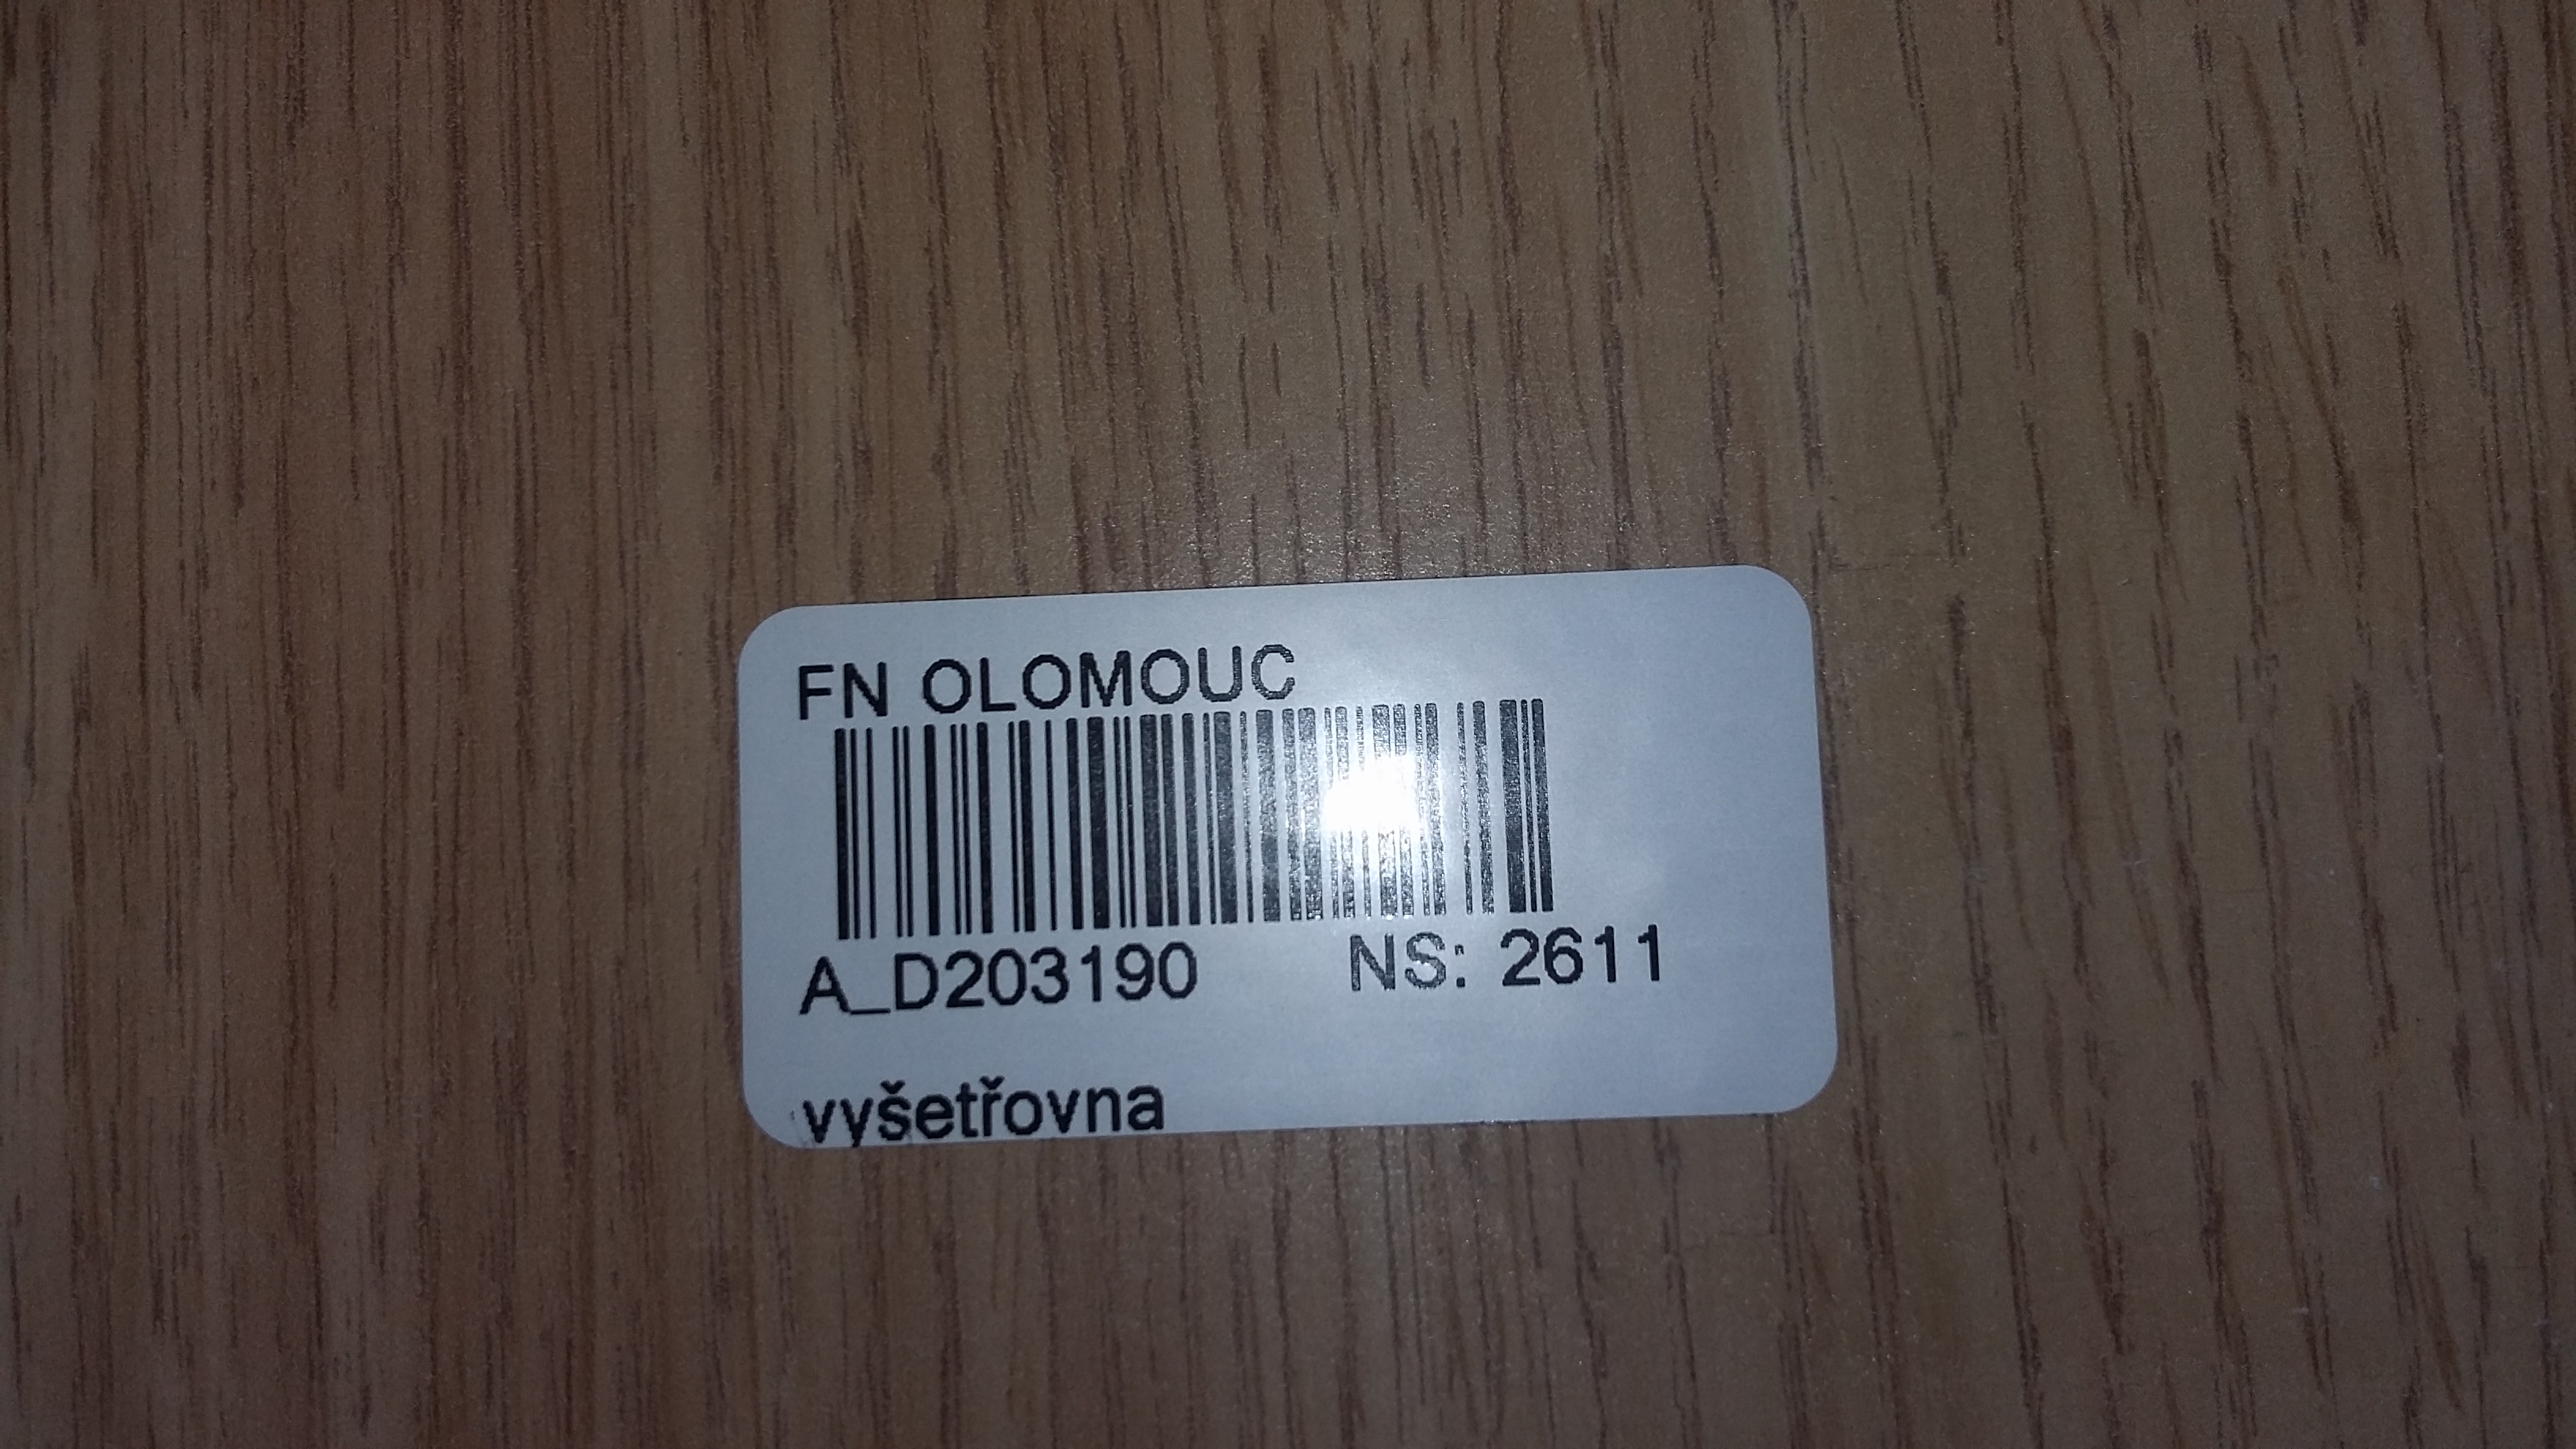 FN OLOMOUC
A_D203190 NS: 2611
vyšetřovna